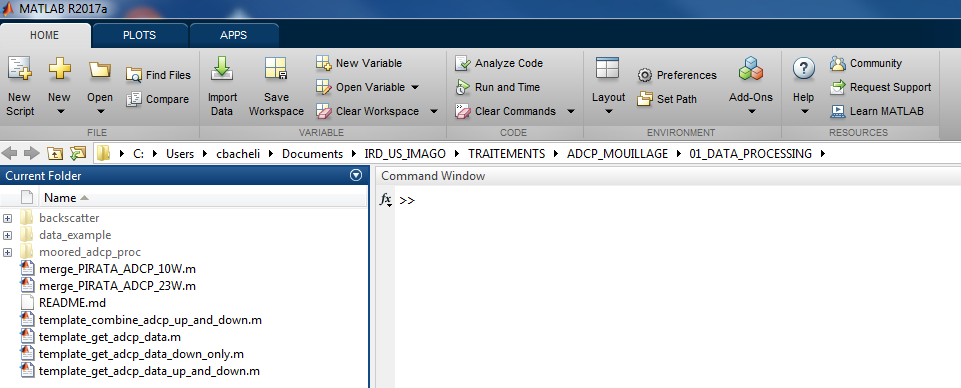 MATLAB R2017a
HOME PLOTS APPS
New Script
New
Open
Find Files
Compare
FILE
Import Data
Save Workspace
New Variable
Open Variable
Clear Workspace
VARIABLE
Analyze Code
Run and Time
Clear Commands
CODE
Layout
Preferences
Set Path
ENVIRONMENT
Add-Ons
Help
Community
Request Support
Learn MATLAB
RESOURCES
C: Users cbacheli Documents IRD_US_IMAGO TRAITEMENTS ADCP_MOUILLAGE 01_DATA_PROCESSING
Current Folder
Name
backscatter
data_example
moored_adcp_proc
merge_PIRATA_ADCP_10W.m
merge_PIRATA_ADCP_23W.m
README.md
template_combine_adcp_up_and_down.m
template_get_adcp_data.m
template_get_adcp_data_down_only.m
template_get_adcp_data_up_and_down.m
Command Window
fx >>